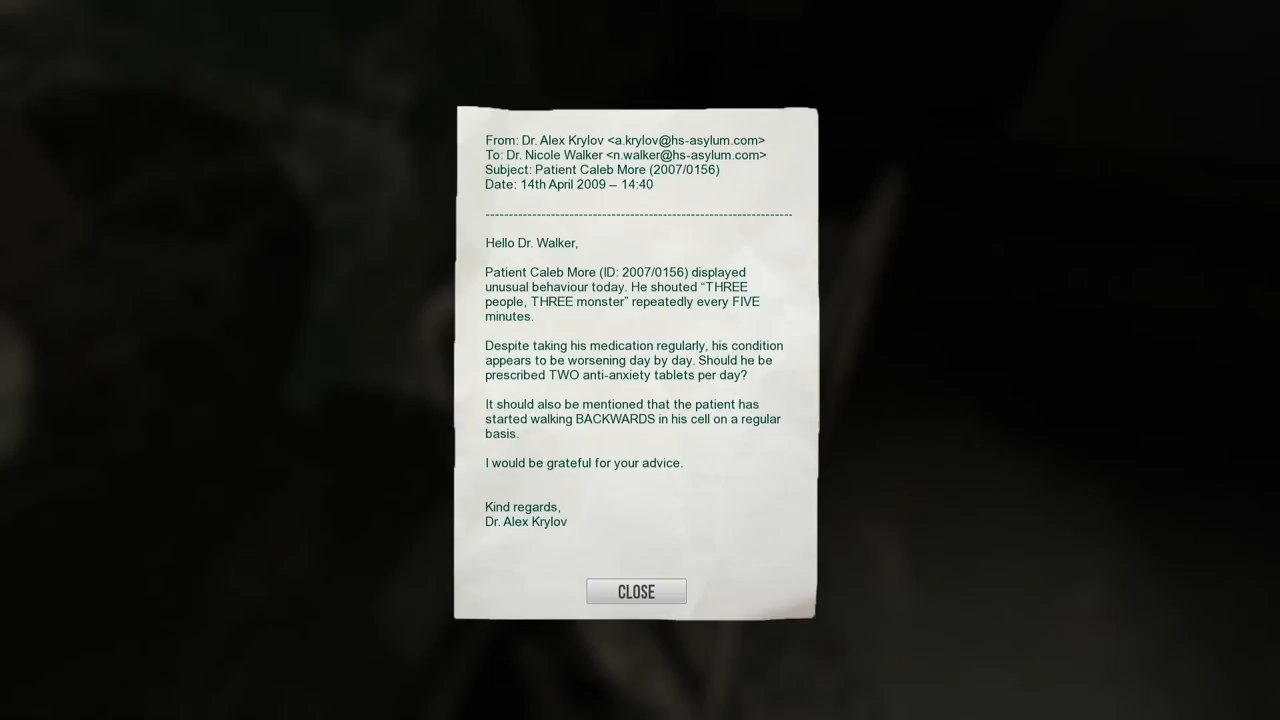 From: Dr. Alex Krylov <a.krylov@hs-asylum.com>
To: Dr. Nicole Walker <n.walker@hs-asylum.com>
Subject: Patient Caleb More (2007/0156)
Date: 14th April 2009 – 14:40
------------------------------------------------------------------
Hello Dr. Walker,
Patient Caleb More (ID: 2007/0156) displayed
unusual behaviour today. He shouted “THREE
people, THREE monster” repeatedly every FIVE
minutes.
Despite taking his medication regularly, his condition
appears to be worsening day by day. Should he be
prescribed TWO anti-anxiety tablets per day?
It should also be mentioned that the patient has
started walking BACKWARDS in his cell on a regular
basis.
I would be grateful for your advice.
Kind regards,
Dr. Alex Krylov
CLOSE